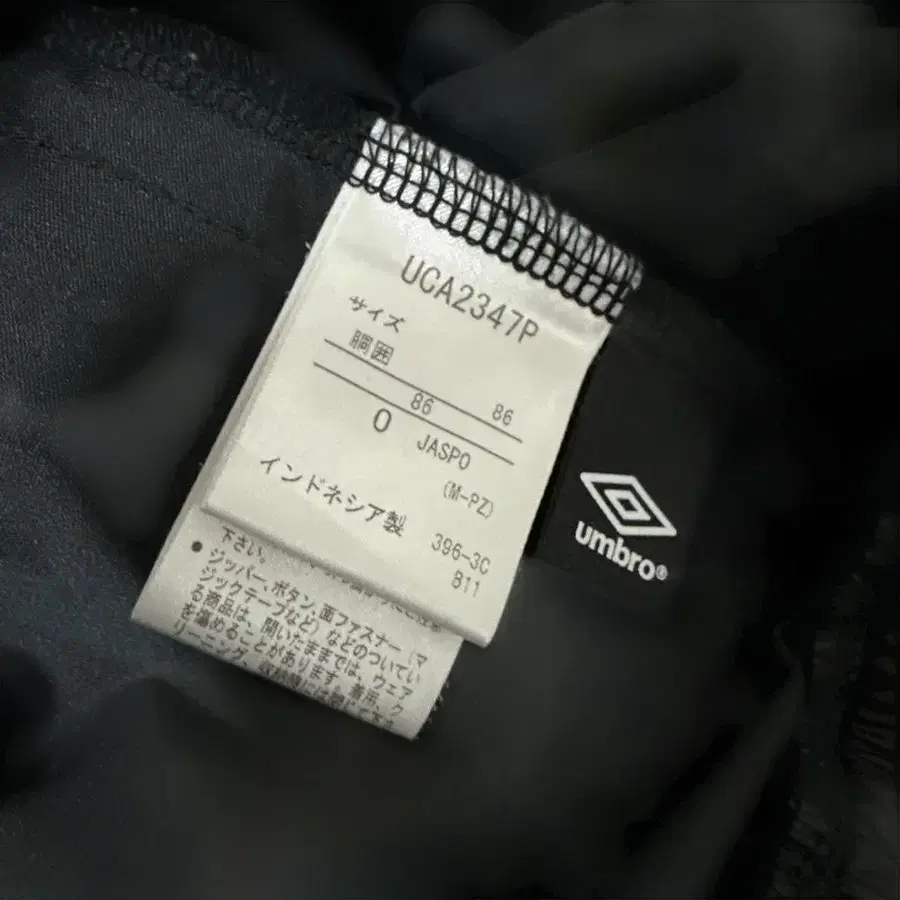 UCA2347P
サイズ
胴囲
86 86
O JASPO
(M-PZ)
インドネシア製
396-3C
811
下さい。
● ジッパー、ボタン、面ファスナー(マ
ジックテープなど)などのついてい
る商品は、開いたままでは、ウェア
を傷めることがあります。着用、ク
リーニング、
umbro®